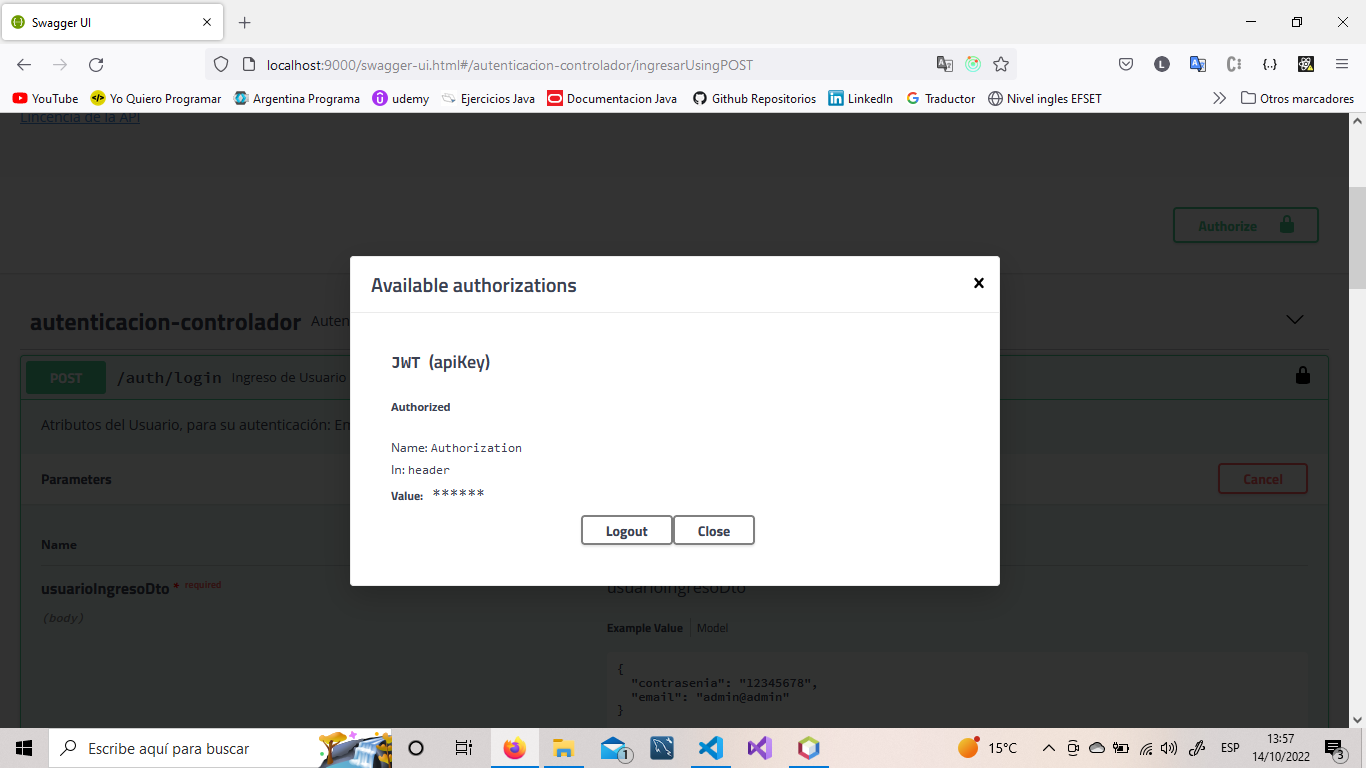 Swagger UI
localhost:9000/swagger-ui.html#/autenticacion-controlador/ingresarUsingPOST
YouTube Yo Quiero Programar Argentina Programa udemy Ejercicios Java Documentacion Java Github Repositorios LinkedIn Traductor Nivel ingles EFSET Otros marcadores
Lincencia de la API
Authorize
Available authorizations
autenticacion-controlador Auten
JWT (apiKey)
POST /auth/login Ingreso de Usuario
Authorized
Atributos del Usuario, para su autenticación: Em
Name: Authorization
In: header
Parameters
Cancel
Value: ******
Logout Close
Name
usuarioIngresoDto * required
usuarioIngresoDto
(body)
Example Value Model
{
"contrasenia": "12345678",
"email": "admin@admin"
}
Escribe aquí para buscar
1
15°C
ESP
13:57
14/10/2022
3